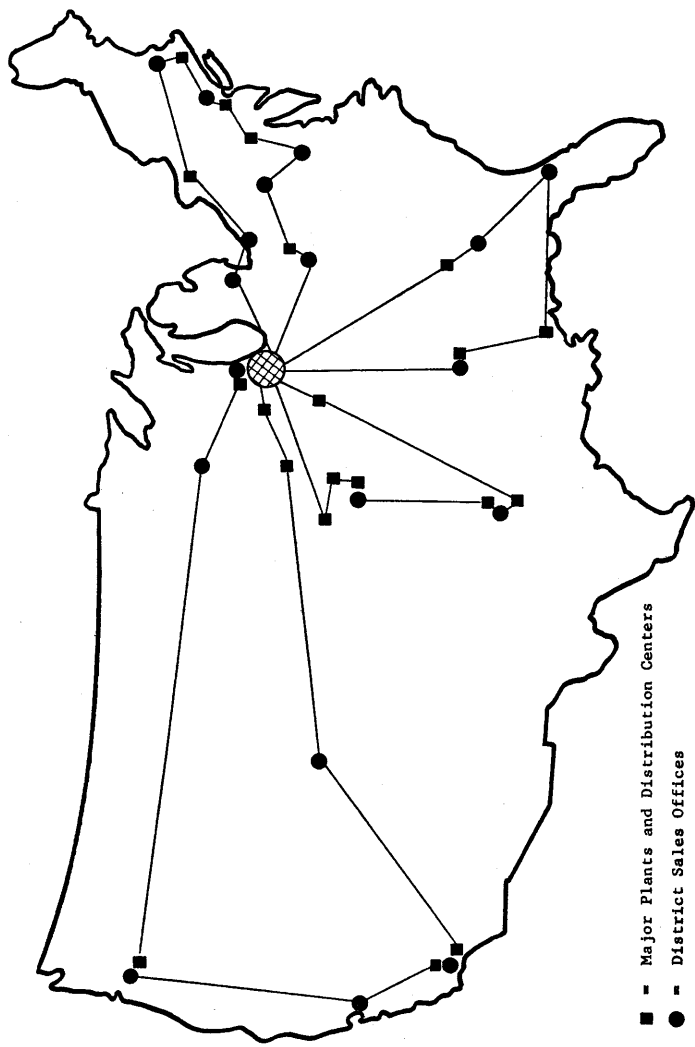 ■ = Major Plants and Distribution Centers
● = District Sales Offices